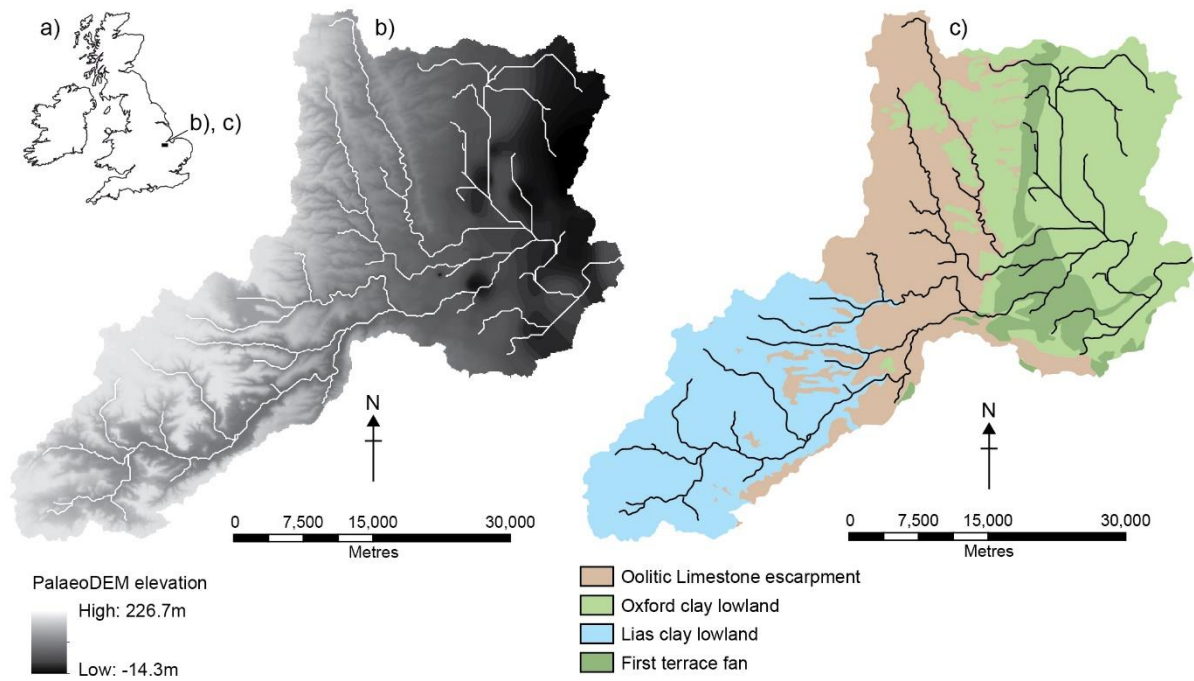 a)
b)
c)
b), c)
N
N
0 7,500 15,000 30,000
Metres
0 7,500 15,000 30,000
Metres
PalaeoDEM elevation
High: 226.7m
Low: -14.3m
Oolitic Limestone escarpment
Oxford clay lowland
Lias clay lowland
First terrace fan